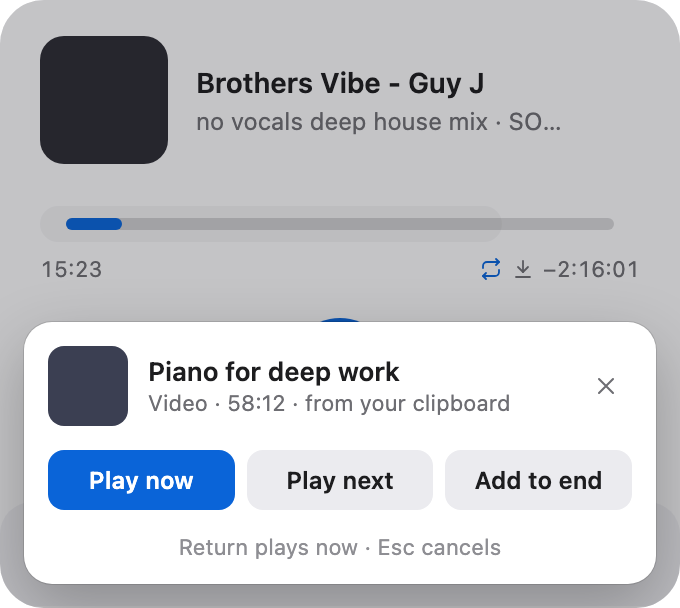 Brothers Vibe - Guy J
no vocals deep house mix · SO...
15:23
−2:16:01
Piano for deep work
Video · 58:12 · from your clipboard
Play now
Play next
Add to end
Return plays now · Esc cancels